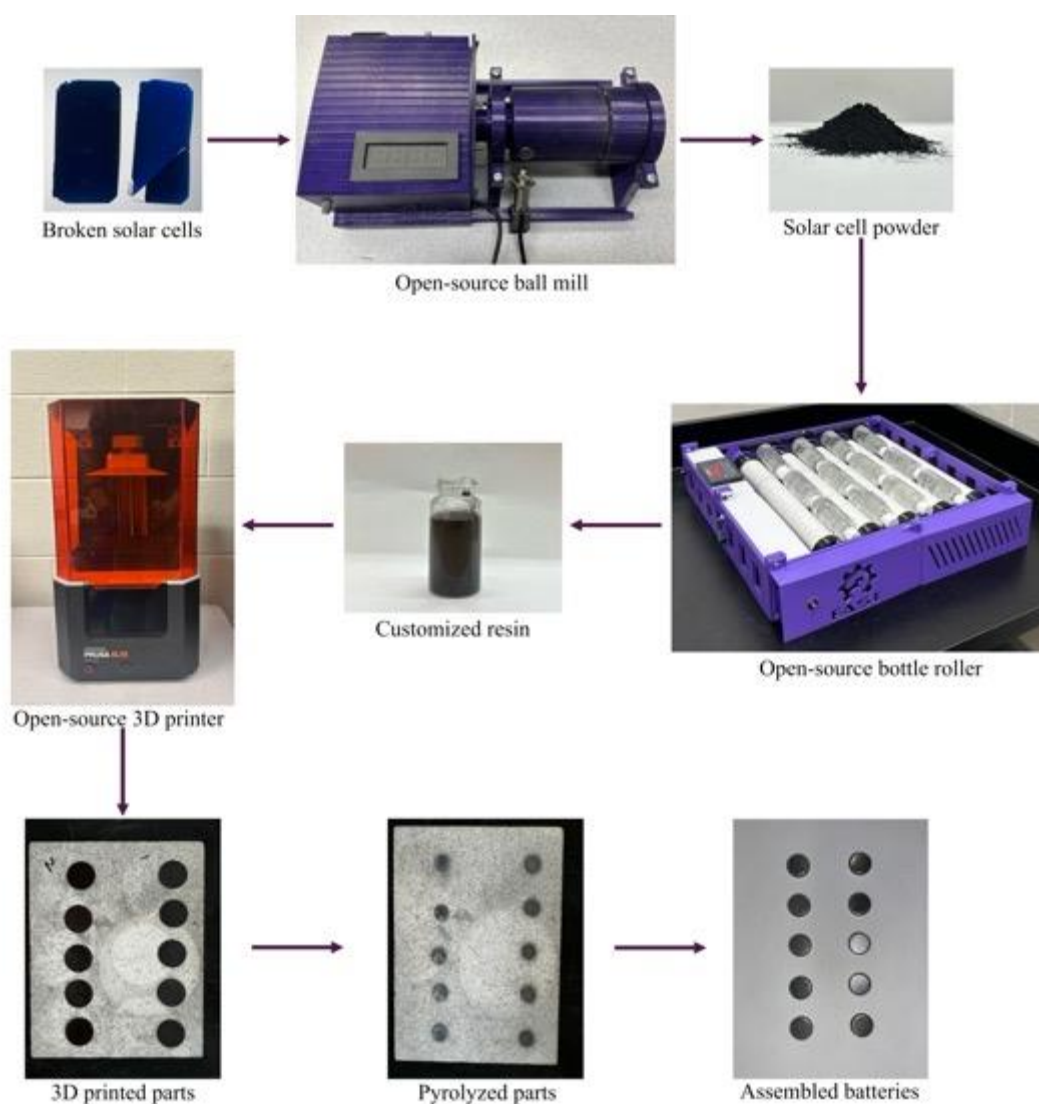 Broken solar cells
Open-source ball mill
Solar cell powder
Open-source 3D printer
Customized resin
Open-source bottle roller
3D printed parts
Pyrolyzed parts
Assembled batteries